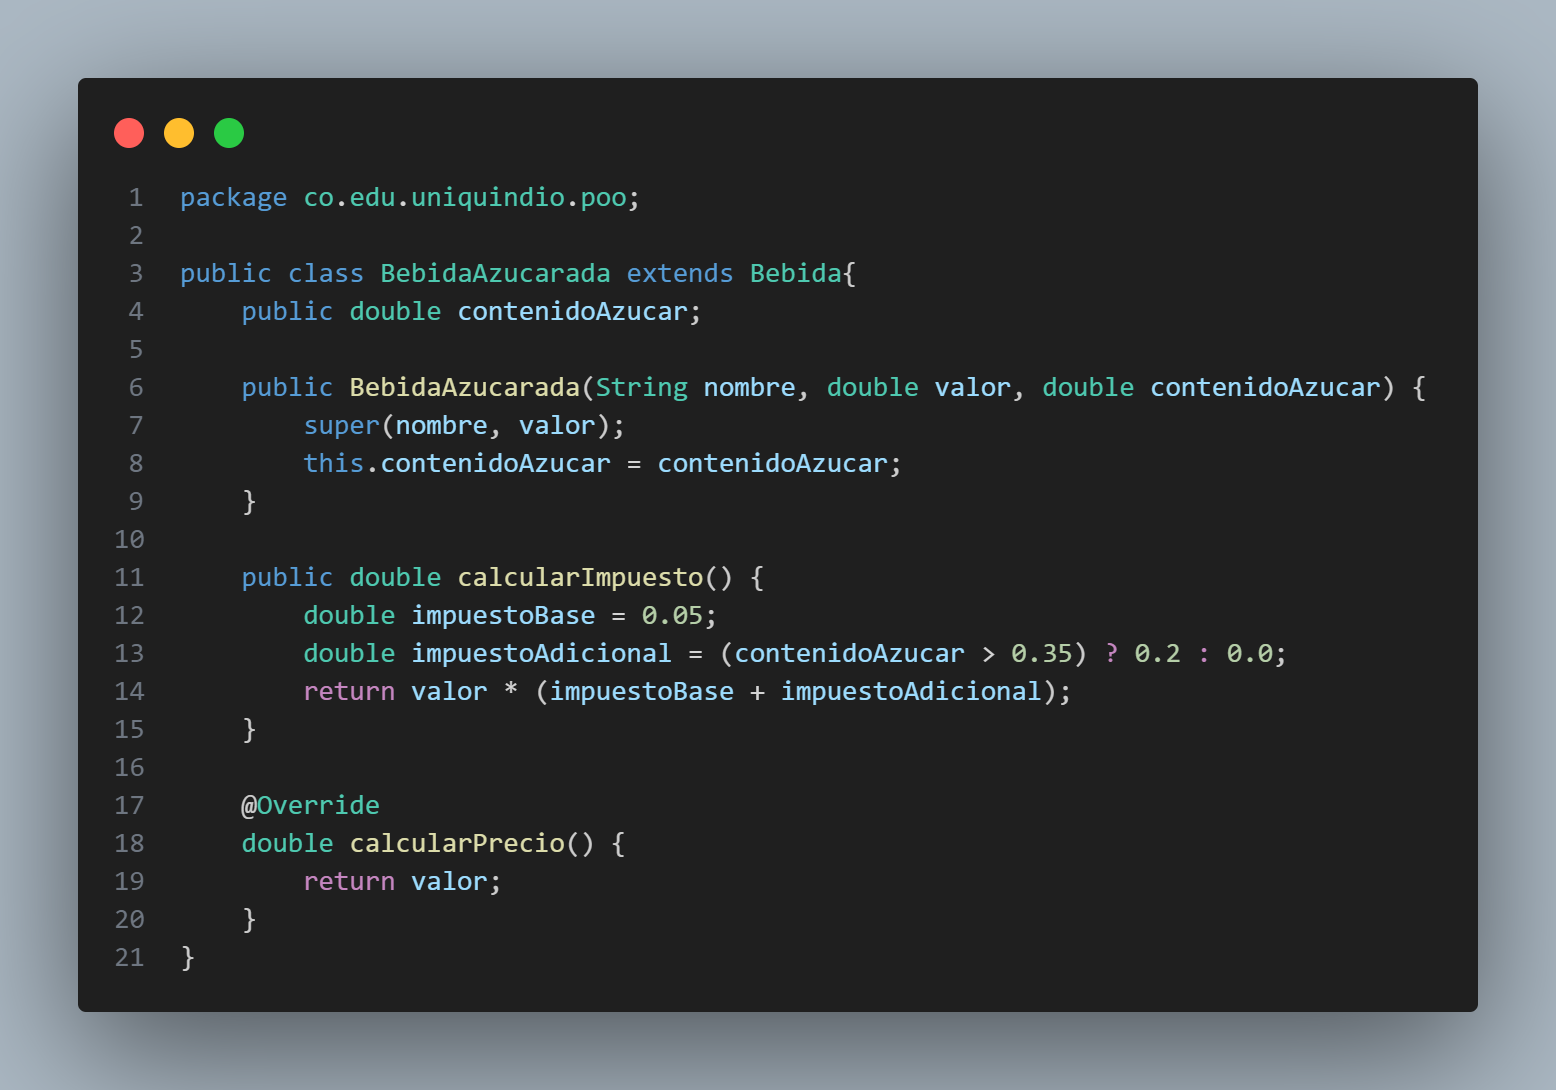 1 package co.edu.uniquindio.poo;
2
3 public class BebidaAzucarada extends Bebida{
4     public double contenidoAzucar;
5
6     public BebidaAzucarada(String nombre, double valor, double contenidoAzucar) {
7         super(nombre, valor);
8         this.contenidoAzucar = contenidoAzucar;
9     }
10
11     public double calcularImpuesto() {
12         double impuestoBase = 0.05;
13         double impuestoAdicional = (contenidoAzucar > 0.35) ? 0.2 : 0.0;
14         return valor * (impuestoBase + impuestoAdicional);
15     }
16
17     @Override
18     double calcularPrecio() {
19         return valor;
20     }
21 }